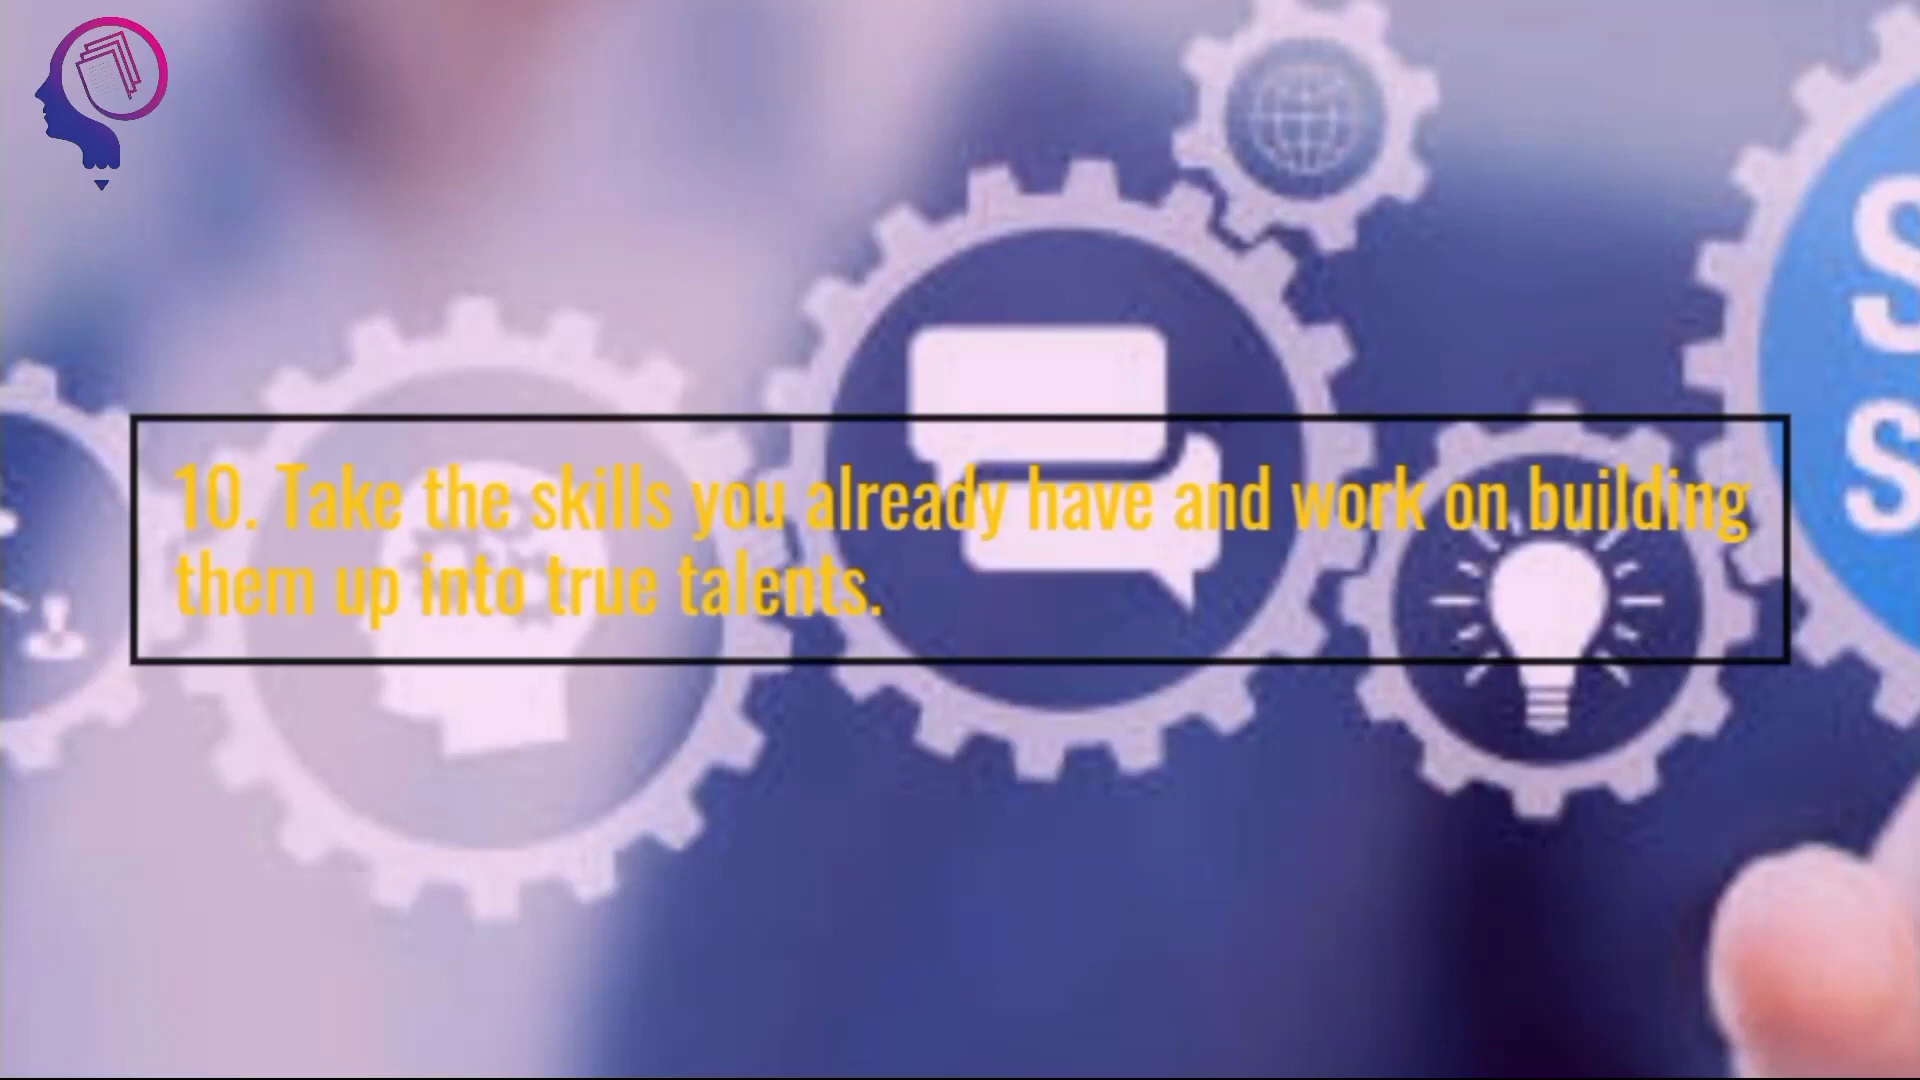 10. Take the skills you already have and work on building
them up into true talents.
S
S